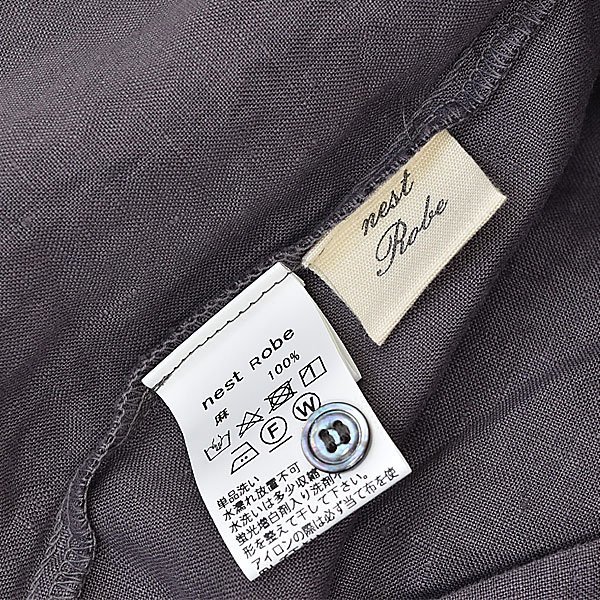 nest
Robe
nest Robe
麻 100%
F W
単品洗い
水濡れ放置不可
水洗いは多少収縮
蛍光増白剤入り洗剤不
形を整えて干して下さい。
アイロンの際は必ず当て布を使